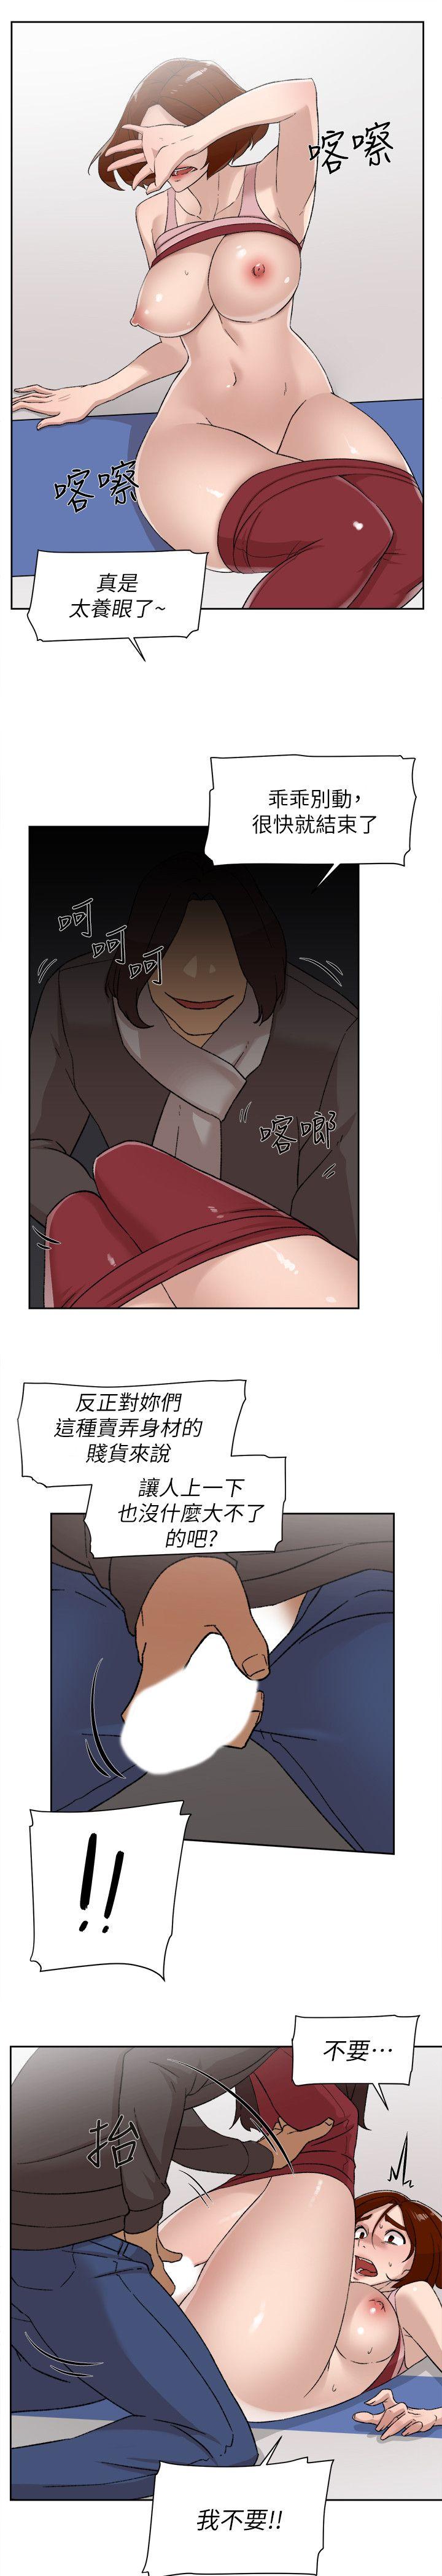 喀嚓
喀嚓
真是
太養眼了~
乖乖別動，
很快就結束了
呵
呵
呵
喀啷
反正對妳們
這種賣弄身材的
賤貨來說
讓人上一下
也沒什麼大不了
的吧?
!!
不要…
抬
我不要!!